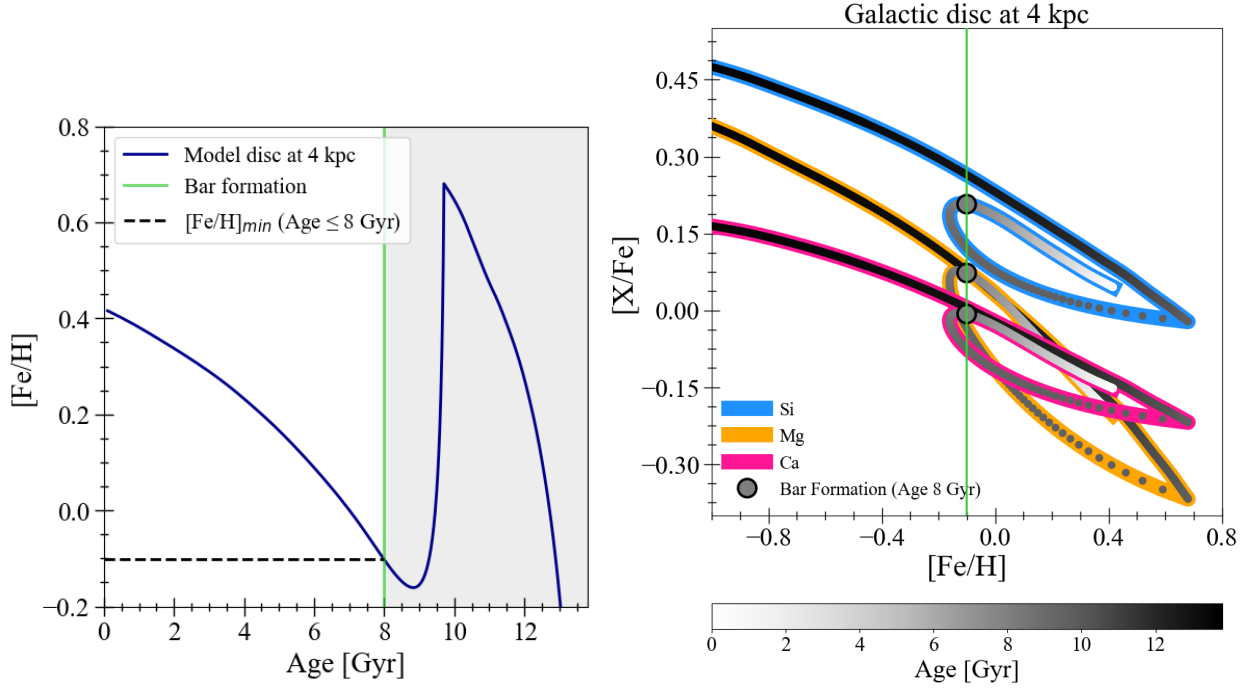 0.8
0.6
0.4
0.2
0.0
−0.2
[Fe/H]
Model disc at 4 kpc
Bar formation
[Fe/H]min (Age ≤ 8 Gyr)
0 2 4 6 8 10 12
Age [Gyr]
Galactic disc at 4 kpc
0.45
0.30
0.15
0.00
−0.15
−0.30
[X/Fe]
Si
Mg
Ca
Bar Formation (Age 8 Gyr)
−0.8 −0.4 0.0 0.4 0.8
[Fe/H]
0 2 4 6 8 10 12
Age [Gyr]